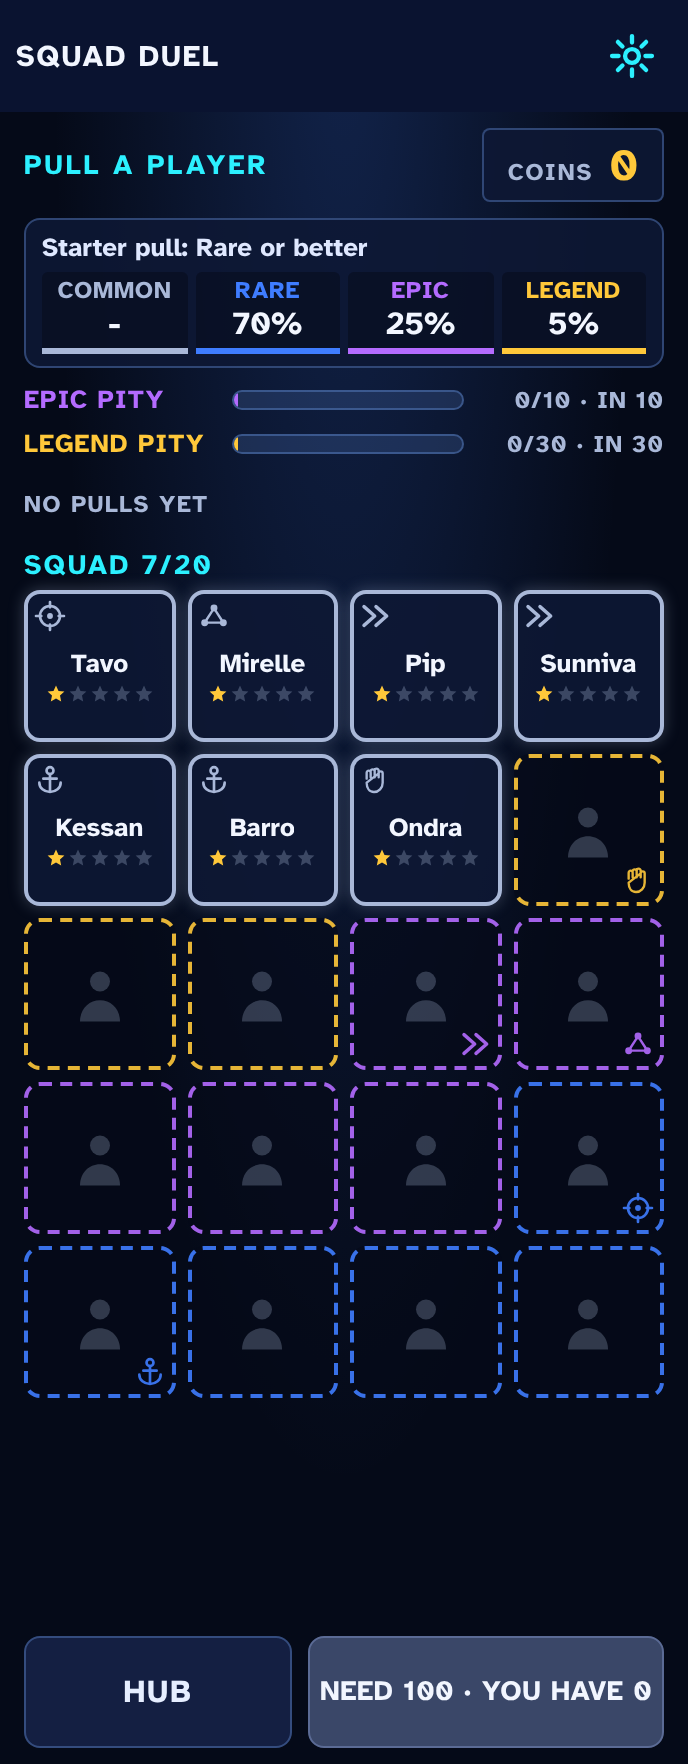 SQUAD DUEL
PULL A PLAYER
COINS 0
Starter pull: Rare or better
COMMON RARE EPIC LEGEND
- 70% 25% 5%
EPIC PITY 0/10 · IN 10
LEGEND PITY 0/30 · IN 30
NO PULLS YET
SQUAD 7/20
Tavo Mirelle Pip Sunniva
Kessan Barro Ondra
HUB NEED 100 · YOU HAVE 0